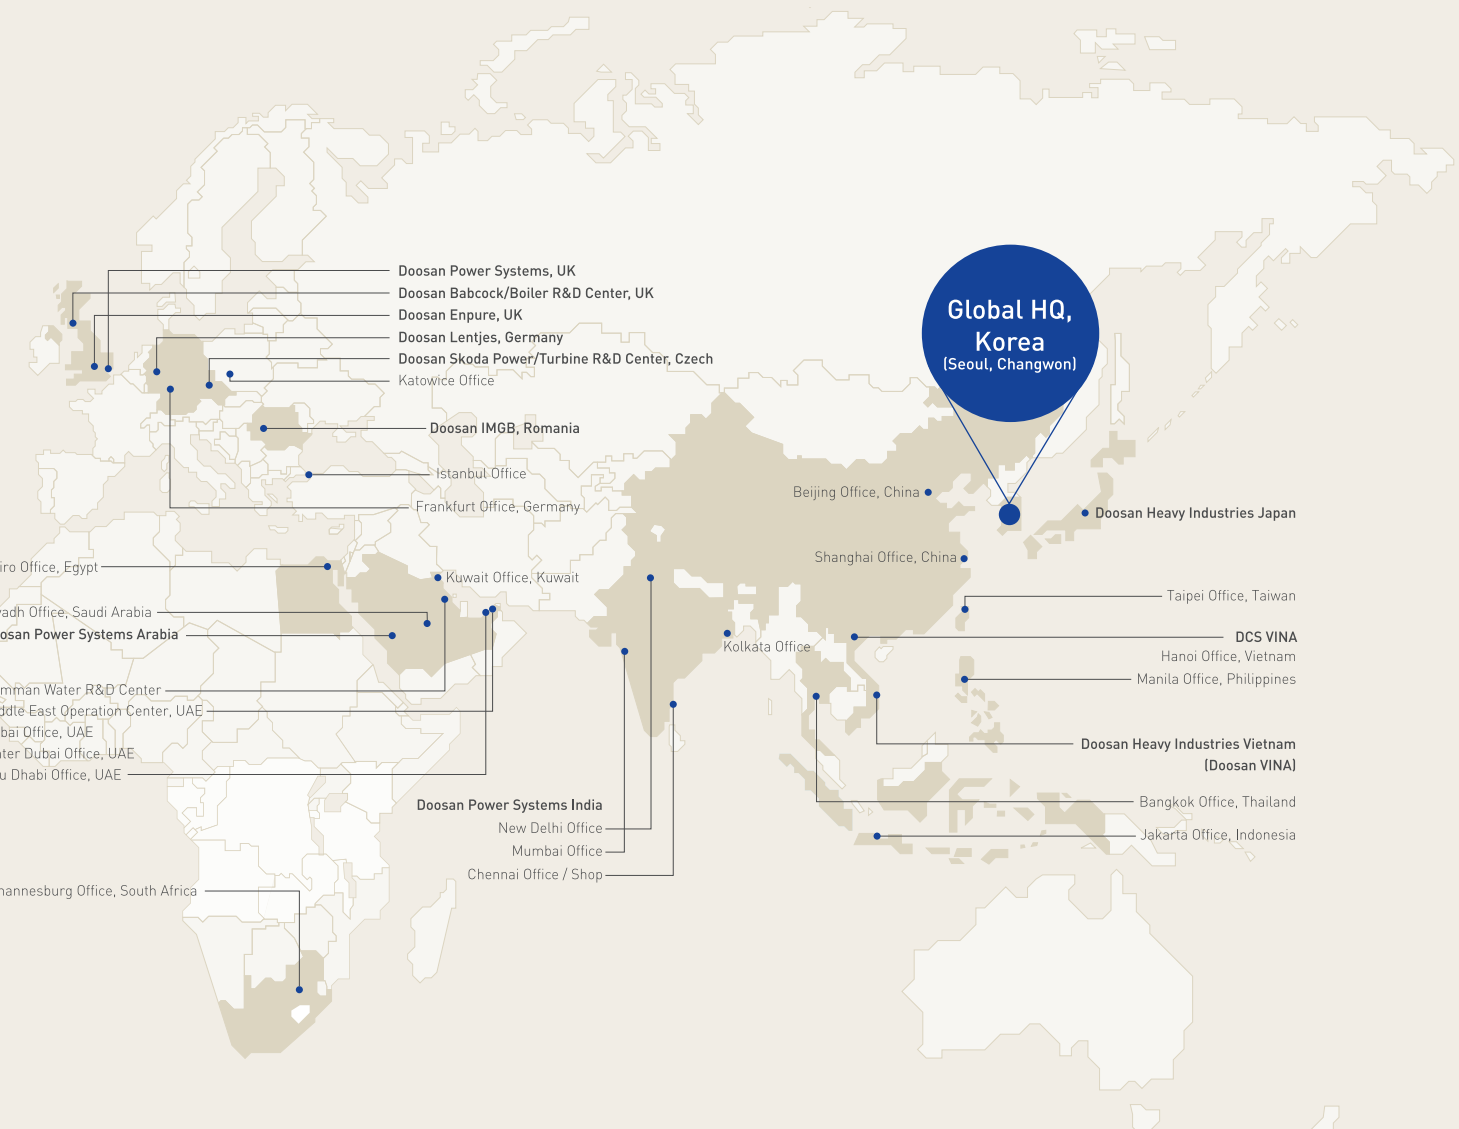 Doosan Power Systems, UK
Doosan Babcock/Boiler R&D Center, UK
Doosan Enpure, UK
Doosan Lentjes, Germany
Doosan Skoda Power/Turbine R&D Center, Czech
Katowice Office
Doosan IMGB, Romania
Istanbul Office
Frankfurt Office, Germany
Global HQ,
Korea
(Seoul, Changwon)
Beijing Office, China
Doosan Heavy Industries Japan
Shanghai Office, China
iro Office, Egypt
Kuwait Office, Kuwait
Taipei Office, Taiwan
yadh Office, Saudi Arabia
osan Power Systems Arabia
Kolkata Office
DCS VINA
Hanoi Office, Vietnam
Manila Office, Philippines
mman Water R&D Center
ddle East Operation Center, UAE
bai Office, UAE
ter Dubai Office, UAE
u Dhabi Office, UAE
Doosan Heavy Industries Vietnam
(Doosan VINA)
Bangkok Office, Thailand
Jakarta Office, Indonesia
Doosan Power Systems India
New Delhi Office
Mumbai Office
Chennai Office / Shop
hannesburg Office, South Africa